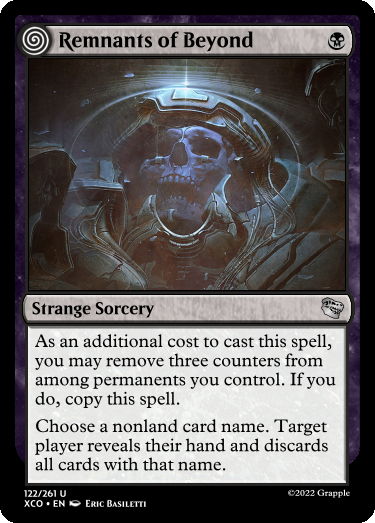 Remnants of Beyond
Strange Sorcery
As an additional cost to cast this spell,
you may remove three counters from
among permanents you control. If you
do, copy this spell.
Choose a nonland card name. Target
player reveals their hand and discards
all cards with that name.
122/261 U
XCO • EN Eric Basiletti
©2022 Grapple